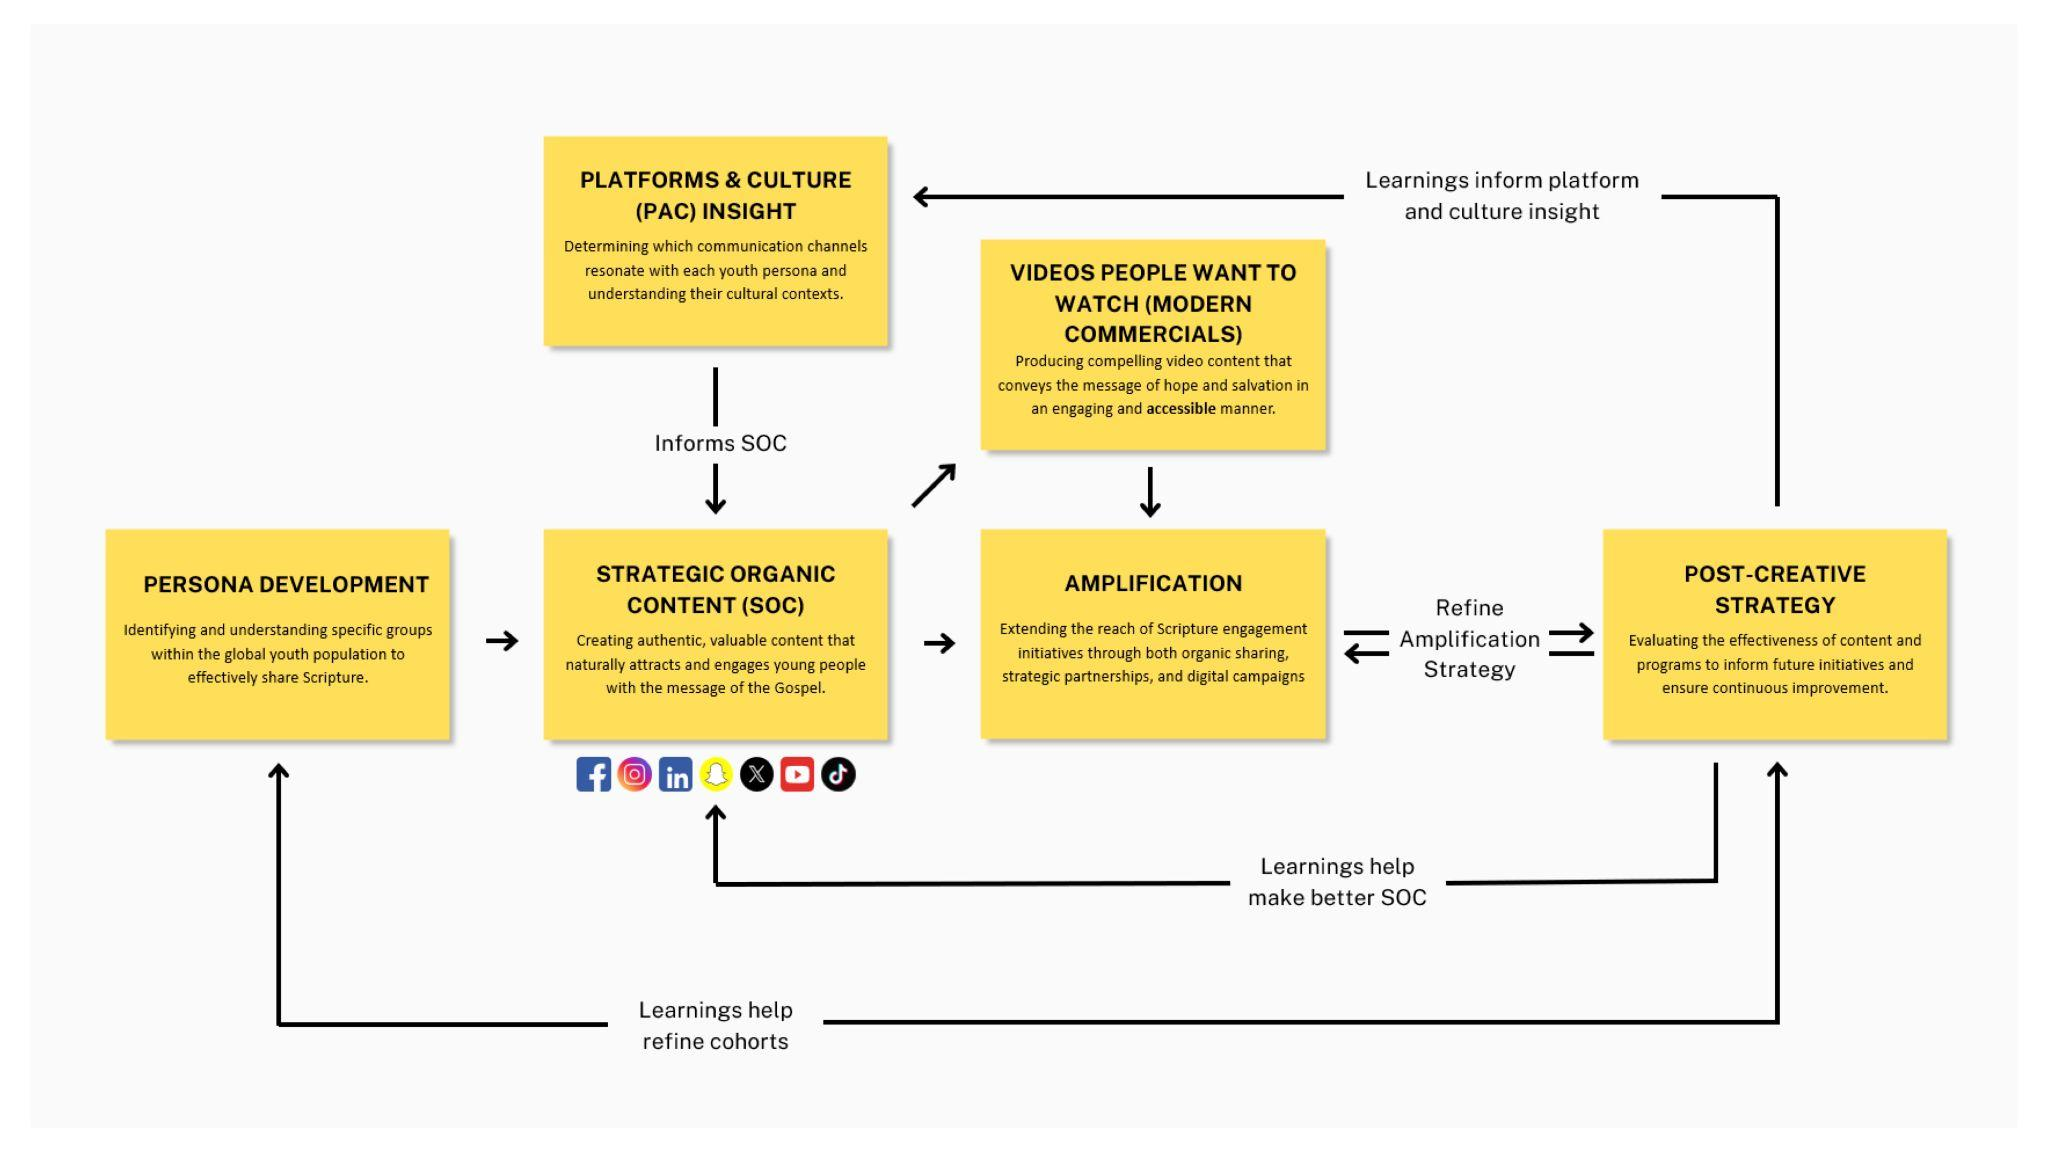 PLATFORMS & CULTURE
(PAC) INSIGHT
Determining which communication channels
resonate with each youth persona and
understanding their cultural contexts.
Learnings inform platform
and culture insight
VIDEOS PEOPLE WANT TO
WATCH (MODERN
COMMERCIALS)
Producing compelling video content that
conveys the message of hope and salvation in
an engaging and accessible manner.
Informs SOC
PERSONA DEVELOPMENT
Identifying and understanding specific groups
within the global youth population to
effectively share Scripture.
STRATEGIC ORGANIC
CONTENT (SOC)
Creating authentic, valuable content that
naturally attracts and engages young people
with the message of the Gospel.
AMPLIFICATION
Extending the reach of Scripture engagement
initiatives through both organic sharing,
strategic partnerships, and digital campaigns
Refine
Amplification
Strategy
POST-CREATIVE
STRATEGY
Evaluating the effectiveness of content and
programs to inform future initiatives and
ensure continuous improvement.
Learnings help
make better SOC
Learnings help
refine cohorts